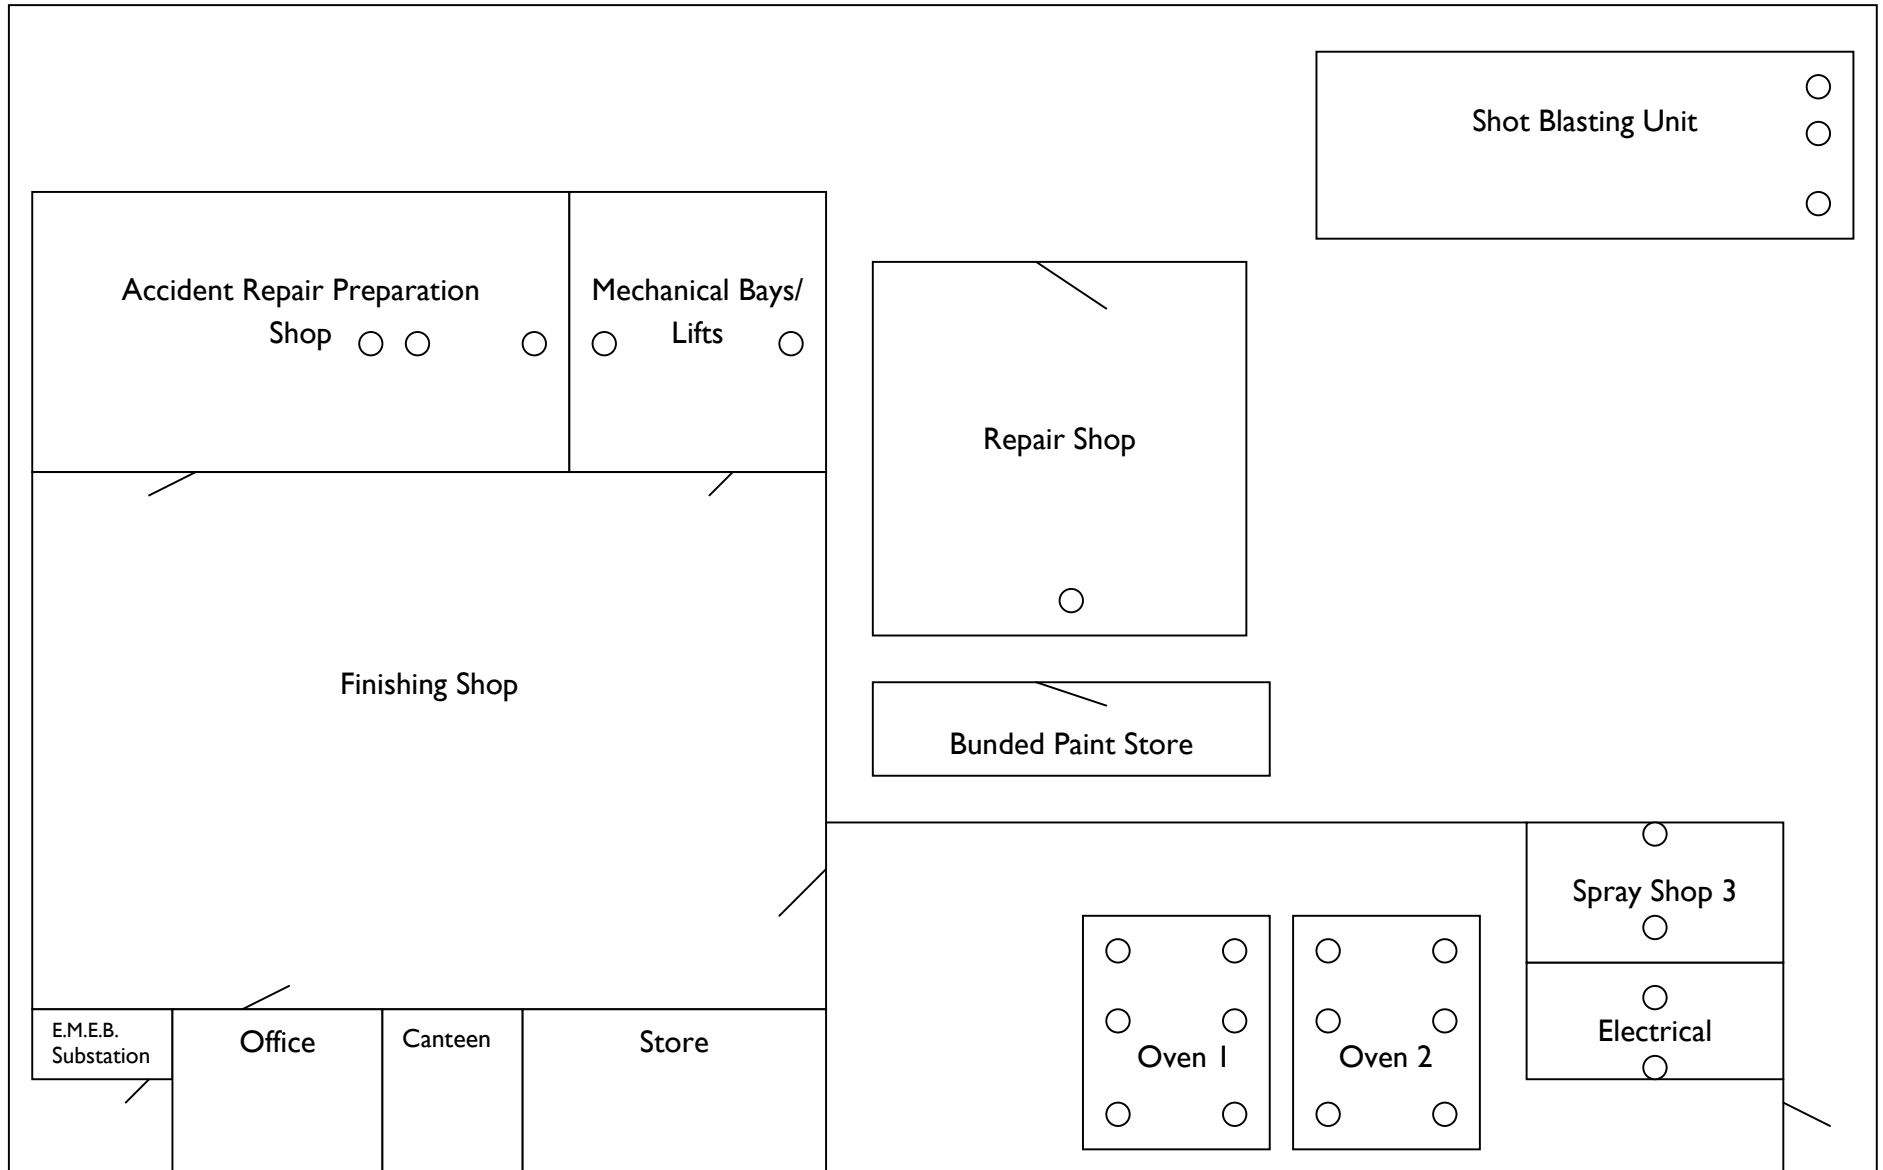 Shot Blasting Unit
Accident Repair Preparation
Shop
Mechanical Bays/
Lifts
Repair Shop
Finishing Shop
Bunded Paint Store
Spray Shop 3
E.M.E.B.
Substation
Office
Canteen
Store
Oven 1
Oven 2
Electrical